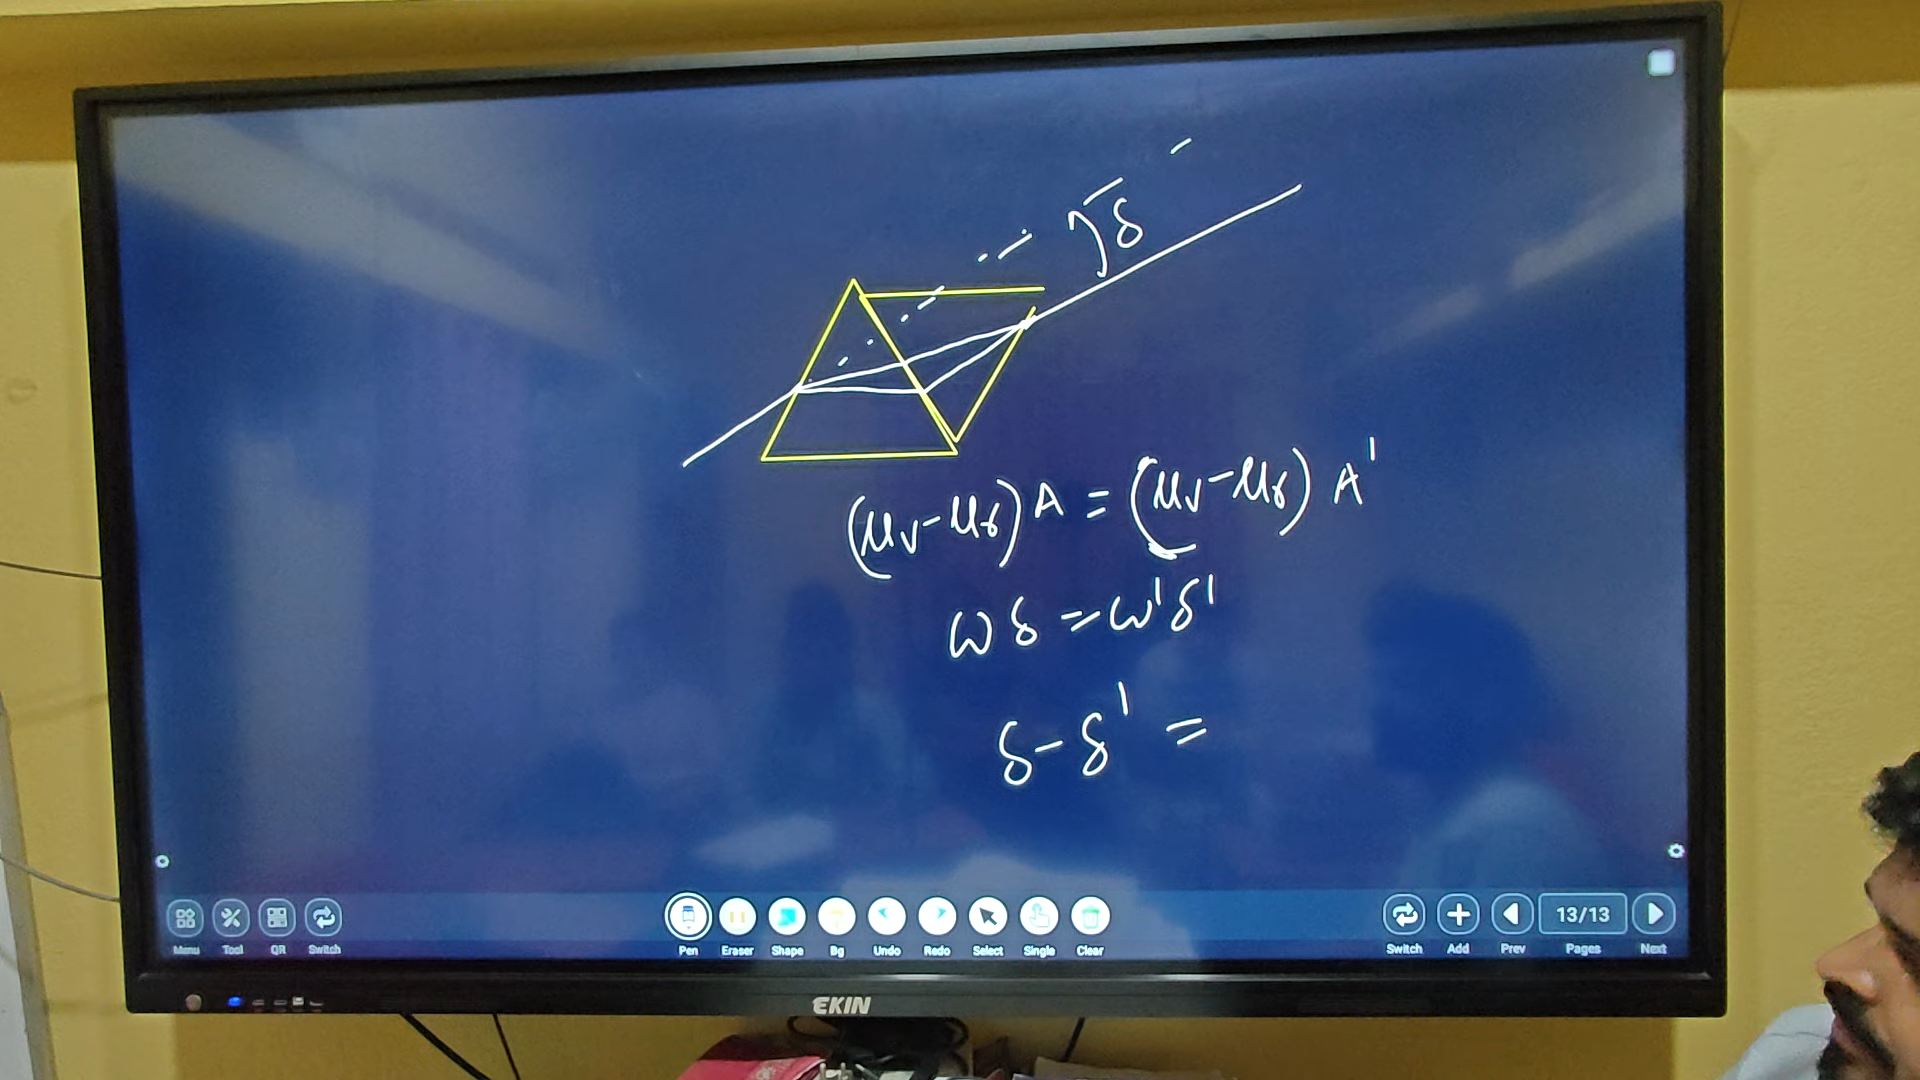 δ
(μv-μr)A = (μv-μr) A'
ω δ = ω' δ'
δ - δ' =
Menu Tool QR Switch Pen Eraser Shape Bg Undo Redo Select Single Clear Switch Add Prev 13/13 Pages Next
EKIN